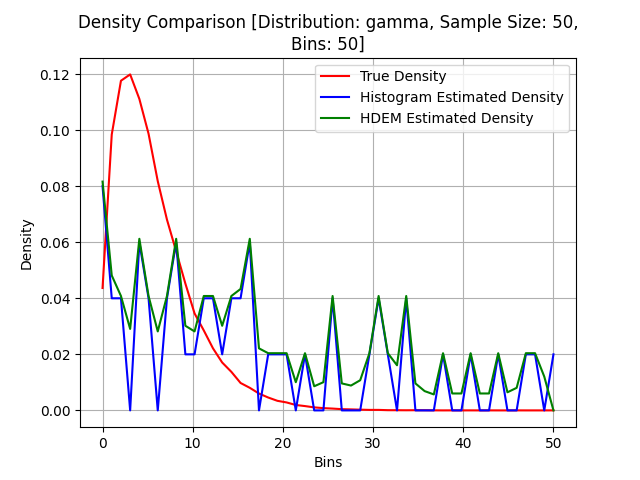 Density Comparison [Distribution: gamma, Sample Size: 50,
Bins: 50]
True Density
Histogram Estimated Density
HDEM Estimated Density
Density
0.12
0.10
0.08
0.06
0.04
0.02
0.00
0 10 20 30 40 50
Bins